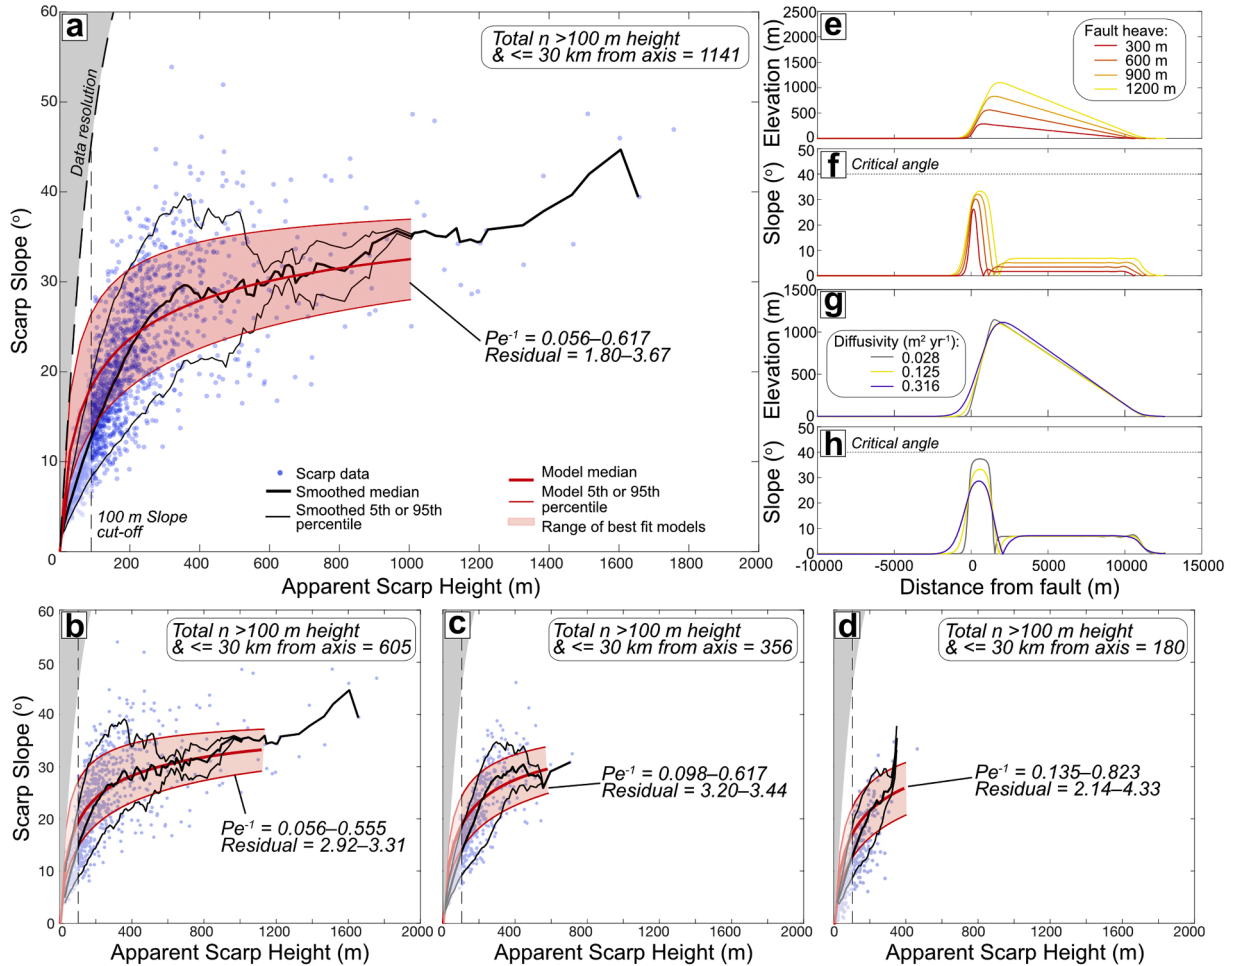 a
Total n >100 m height
& <= 30 km from axis = 1141
Data resolution
60
50
40
30
20
10
0
Scarp Slope (º)
Pe⁻¹ = 0.056–0.617
Residual = 1.80–3.67
Scarp data
Smoothed median
Smoothed 5th or 95th
percentile
Model median
Model 5th or 95th
percentile
Range of best fit models
100 m Slope
cut-off
200
400
600
800
1000
1200
1400
1600
1800
2000
Apparent Scarp Height (m)
e
2500
2000
1500
1000
500
0
Elevation (m)
Fault heave:
300 m
600 m
900 m
1200 m
f
50
40
30
20
10
0
Slope (º)
Critical angle
g
1500
1000
500
0
Elevation (m)
Diffusivity (m² yr⁻¹):
0.028
0.125
0.316
h
50
40
30
20
10
0
Slope (º)
Critical angle
-10000
-5000
0
5000
10000
15000
Distance from fault (m)
b
Total n >100 m height
& <= 30 km from axis = 605
60
50
40
30
20
10
0
Scarp Slope (º)
Pe⁻¹ = 0.056–0.555
Residual = 2.92–3.31
0
400
800
1200
1600
2000
Apparent Scarp Height (m)
c
Total n >100 m height
& <= 30 km from axis = 356
Pe⁻¹ = 0.098–0.617
Residual = 3.20–3.44
0
400
800
1200
1600
2000
Apparent Scarp Height (m)
d
Total n >100 m height
& <= 30 km from axis = 180
Pe⁻¹ = 0.135–0.823
Residual = 2.14–4.33
0
400
800
1200
1600
2000
Apparent Scarp Height (m)